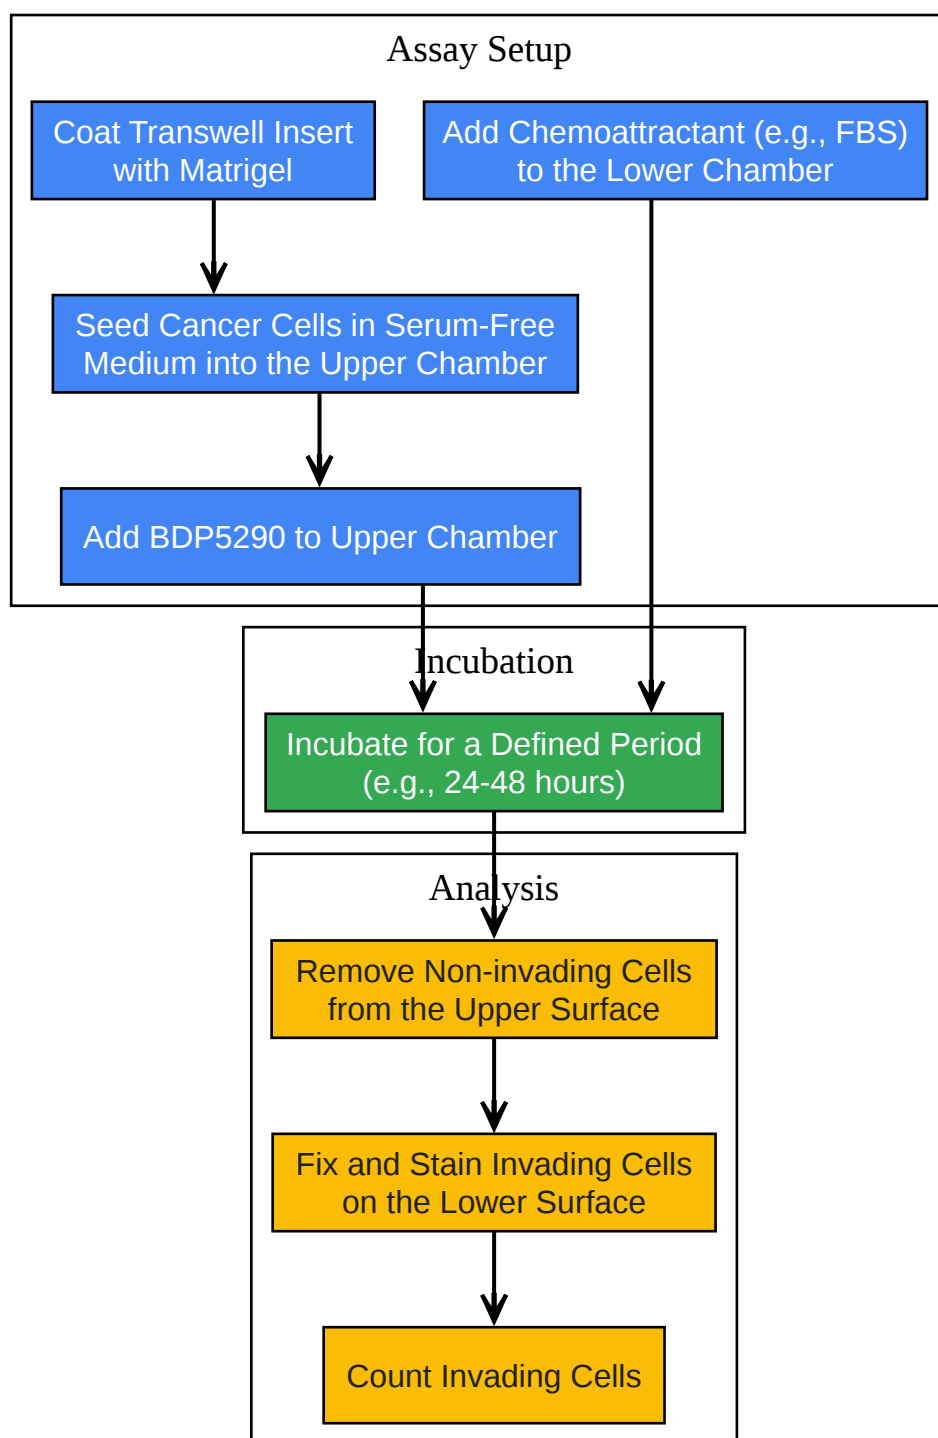 Assay Setup
Coat Transwell Insert
with Matrigel
Add Chemoattractant (e.g., FBS)
to the Lower Chamber
Seed Cancer Cells in Serum-Free
Medium into the Upper Chamber
Add BDP5290 to Upper Chamber
Incubation
Incubate for a Defined Period
(e.g., 24-48 hours)
Analysis
Remove Non-invading Cells
from the Upper Surface
Fix and Stain Invading Cells
on the Lower Surface
Count Invading Cells